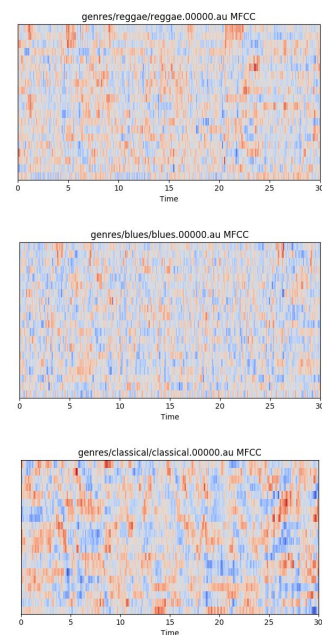 genres/reggae/reggae.00000.au MFCC
0 5 10 15 20 25 30
Time
genres/blues/blues.00000.au MFCC
0 5 10 15 20 25 30
Time
genres/classical/classical.00000.au MFCC
0 5 10 15 20 25 30
Time